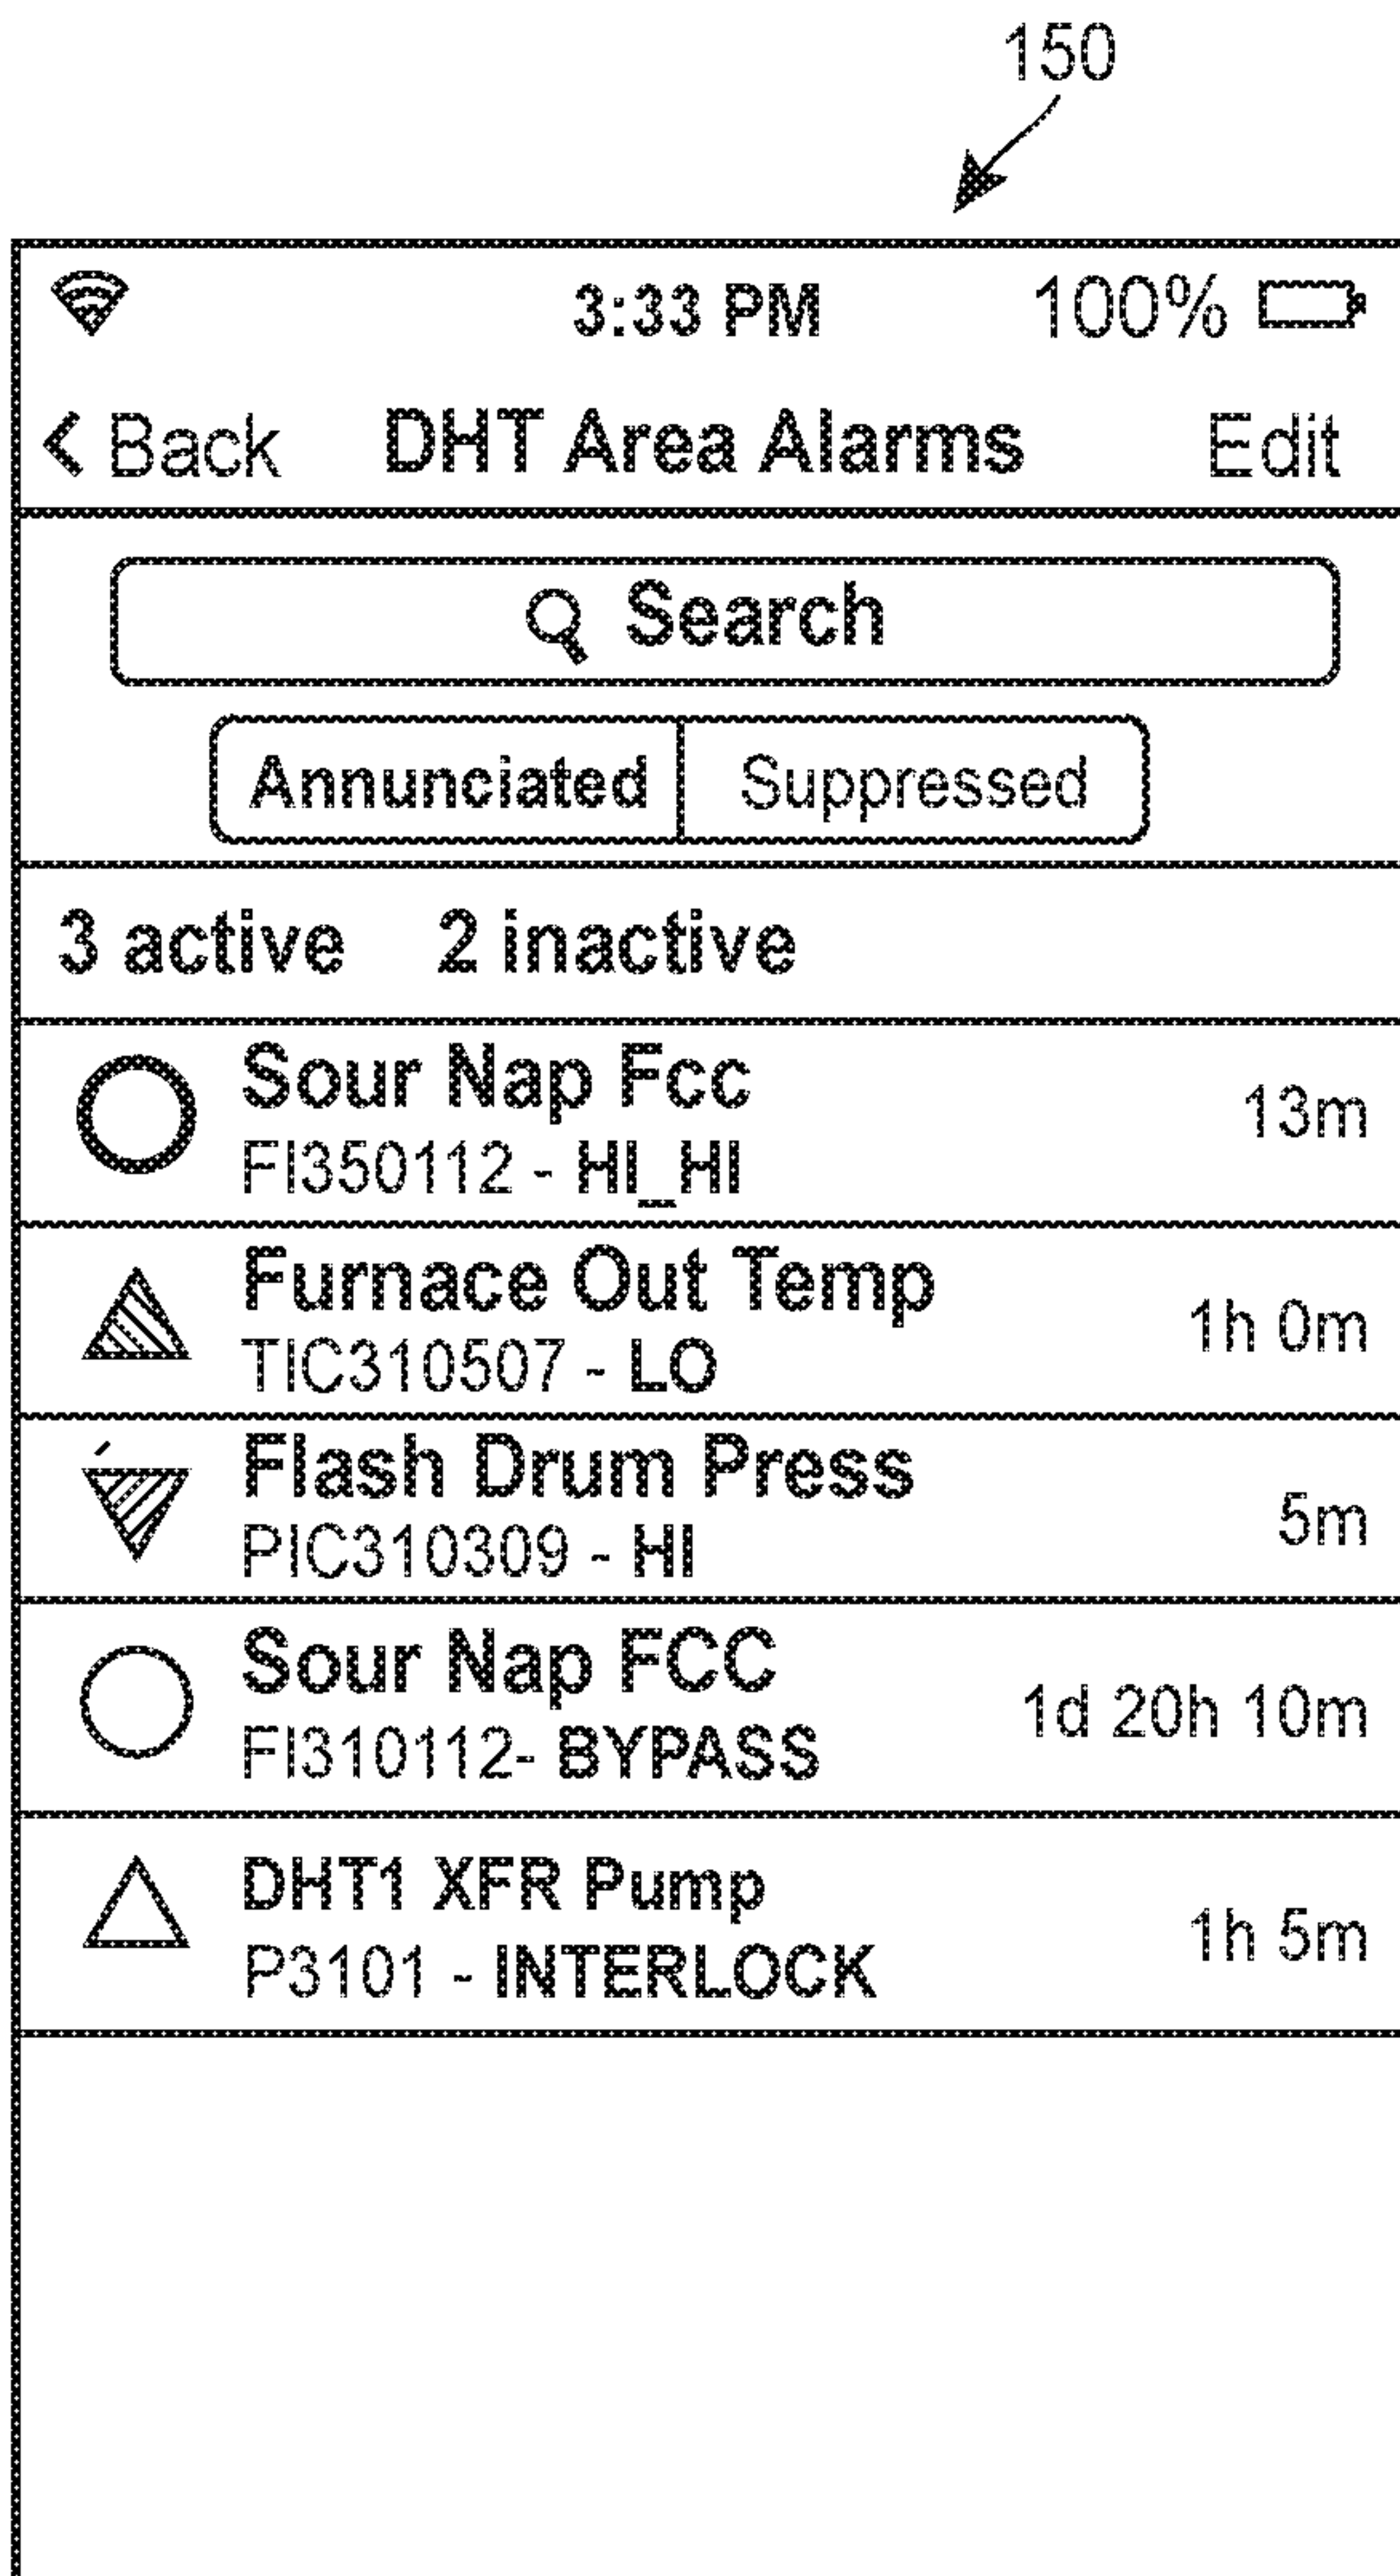 150
3:33 PM 100%
< Back DHT Area Alarms Edit
Search
Annunciated Suppressed
3 active 2 inactive
Sour Nap Fcc
13m
FI350112 - HI_HI
Furnace Out Temp
1h 0m
TIC310507 - LO
Flash Drum Press
5m
PIC310309 - HI
Sour Nap FCC
1d 20h 10m
FI310112- BYPASS
DHT1 XFR Pump
1h 5m
P3101 - INTERLOCK